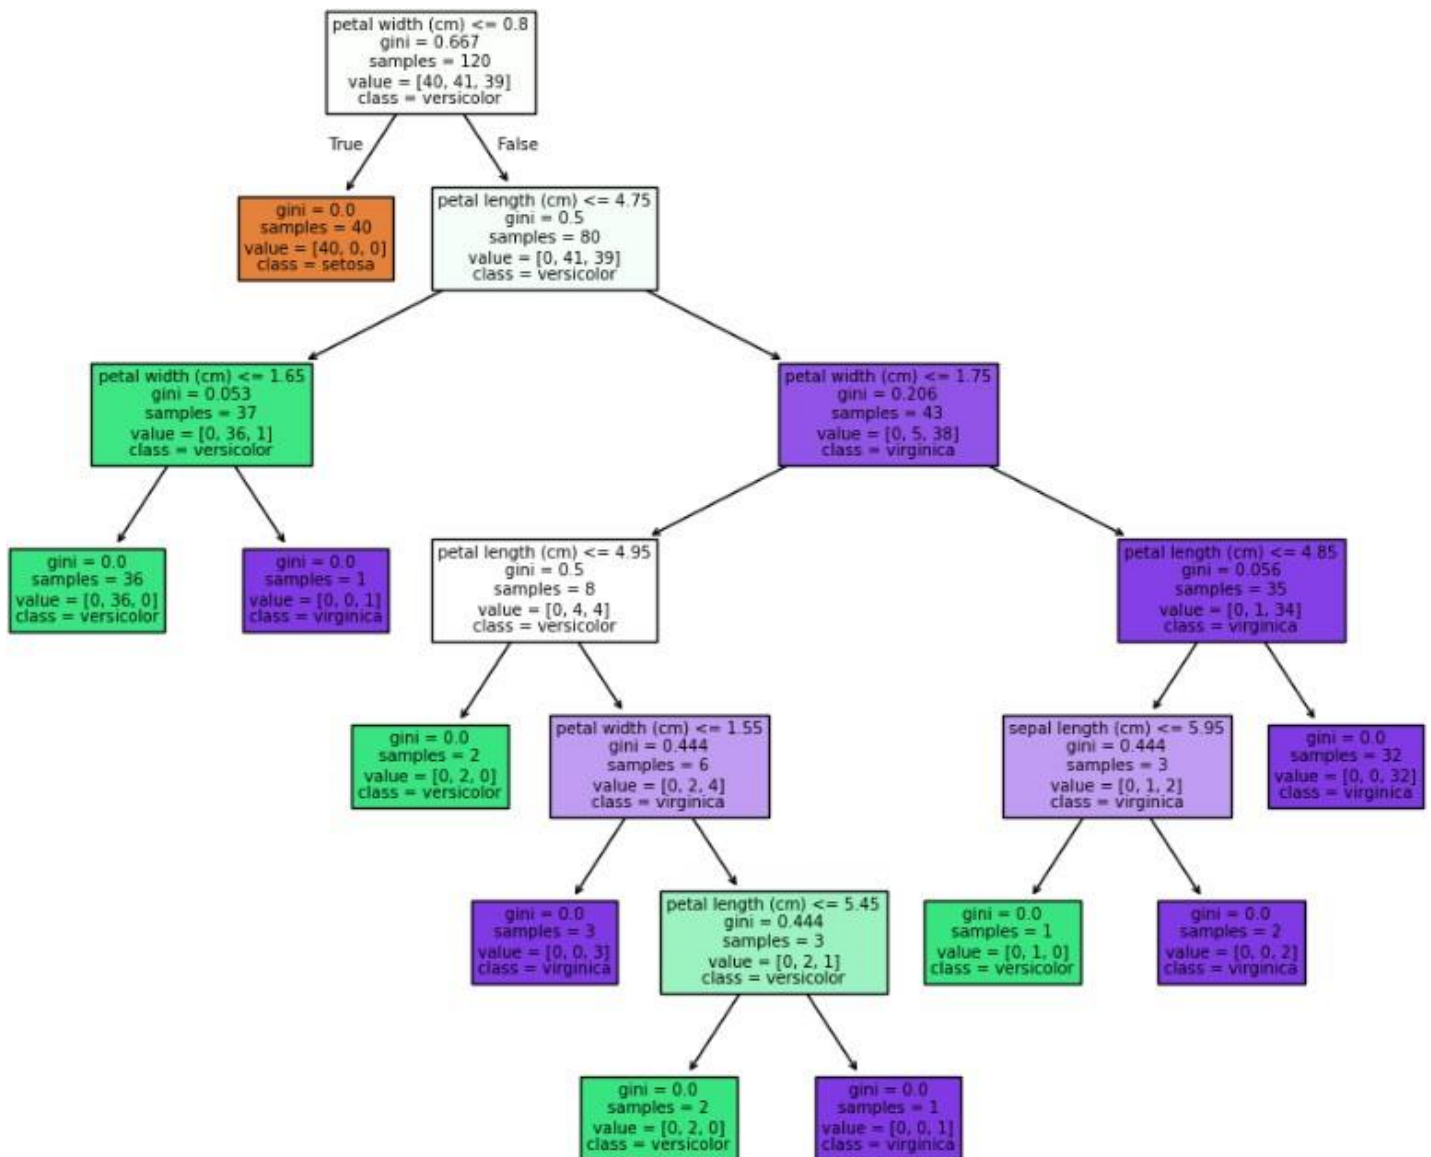 petal width (cm) <= 0.8
gini = 0.667
samples = 120
value = [40, 41, 39]
class = versicolor
True
False
gini = 0.0
samples = 40
value = [40, 0, 0]
class = setosa
petal length (cm) <= 4.75
gini = 0.5
samples = 80
value = [0, 41, 39]
class = versicolor
petal width (cm) <= 1.65
gini = 0.053
samples = 37
value = [0, 36, 1]
class = versicolor
petal width (cm) <= 1.75
gini = 0.206
samples = 43
value = [0, 5, 38]
class = virginica
gini = 0.0
samples = 36
value = [0, 36, 0]
class = versicolor
gini = 0.0
samples = 1
value = [0, 0, 1]
class = virginica
petal length (cm) <= 4.95
gini = 0.5
samples = 8
value = [0, 4, 4]
class = versicolor
petal length (cm) <= 4.85
gini = 0.056
samples = 35
value = [0, 1, 34]
class = virginica
gini = 0.0
samples = 2
value = [0, 2, 0]
class = versicolor
petal width (cm) <= 1.55
gini = 0.444
samples = 6
value = [0, 2, 4]
class = virginica
sepal length (cm) <= 5.95
gini = 0.444
samples = 3
value = [0, 1, 2]
class = virginica
gini = 0.0
samples = 32
value = [0, 0, 32]
class = virginica
gini = 0.0
samples = 3
value = [0, 0, 3]
class = virginica
petal length (cm) <= 5.45
gini = 0.444
samples = 3
value = [0, 2, 1]
class = versicolor
gini = 0.0
samples = 1
value = [0, 1, 0]
class = versicolor
gini = 0.0
samples = 2
value = [0, 0, 2]
class = virginica
gini = 0.0
samples = 2
value = [0, 2, 0]
class = versicolor
gini = 0.0
samples = 1
value = [0, 0, 1]
class = virginica